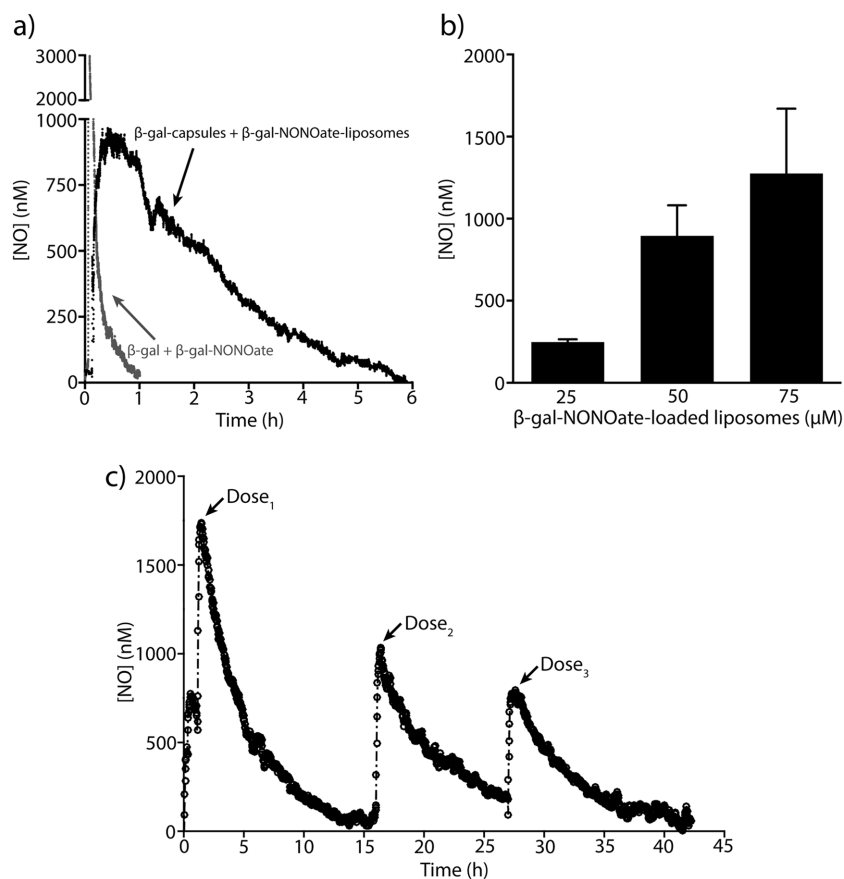 a)
3000
2000
1000
750
500
250
0
[NO] (nM)
β-gal-capsules + β-gal-NONOate-liposomes
β-gal + β-gal-NONOate
0 1 2 3 4 5 6
Time (h)
b)
2000
1500
1000
500
0
[NO] (nM)
25 50 75
β-gal-NONOate-loaded liposomes (μM)
c)
2000
1500
1000
500
0
[NO] (nM)
Dose₁
Dose₂
Dose₃
0 5 10 15 20 25 30 35 40 45
Time (h)